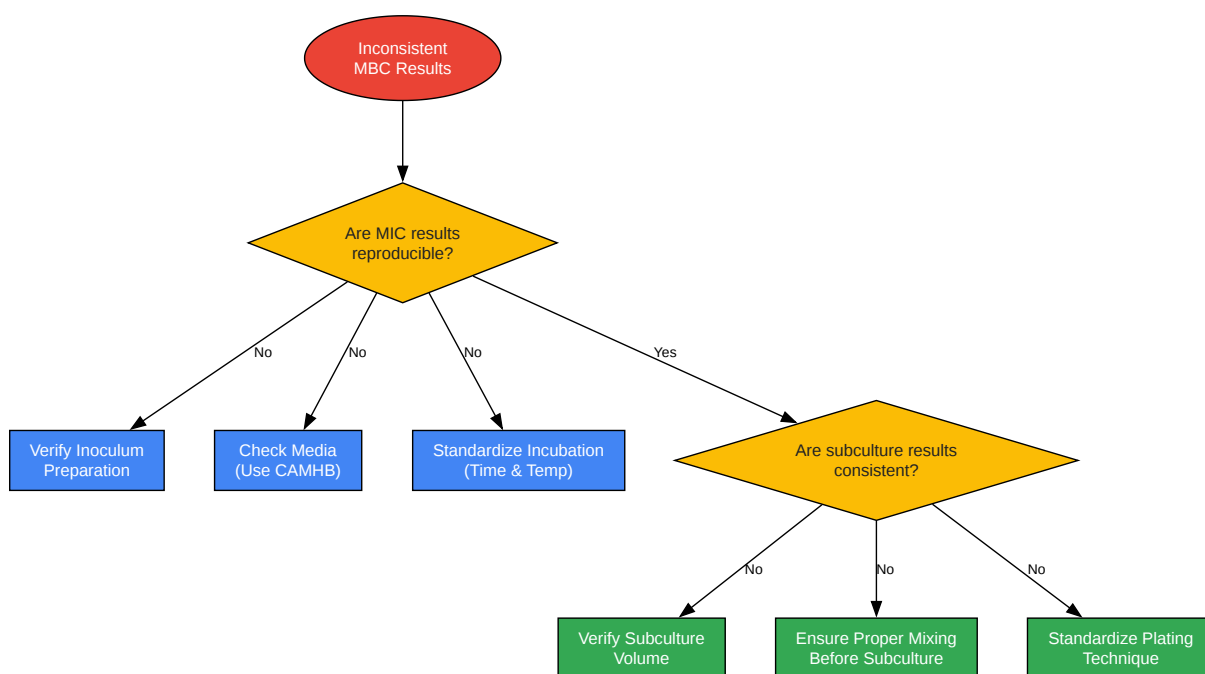 Inconsistent
MBC Results
Are MIC results
reproducible?
No
No
No
Yes
Verify Inoculum
Preparation
Check Media
(Use CAMHB)
Standardize Incubation
(Time & Temp)
Are subculture results
consistent?
No
No
No
Verify Subculture
Volume
Ensure Proper Mixing
Before Subculture
Standardize Plating
Technique